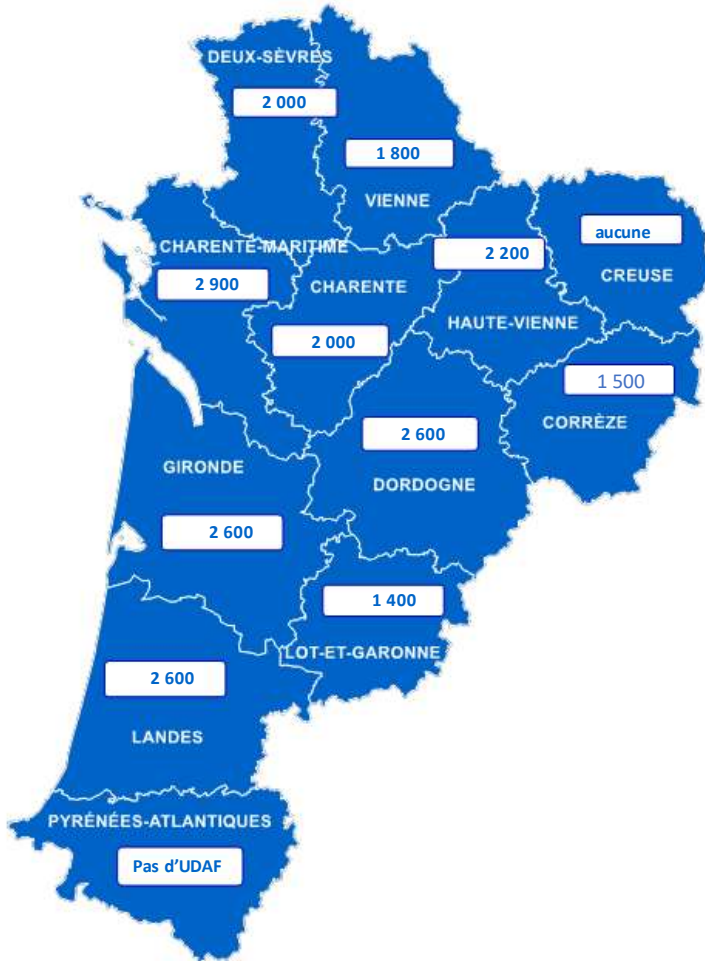 DEUX-SÈVRES
2 000
1 800
VIENNE
aucune
CREUSE
CHARENTE-MARITIME
2 900
2 200
HAUTE-VIENNE
CHARENTE
2 000
1 500
CORRÈZE
2 600
DORDOGNE
GIRONDE
2 600
1 400
LOT-ET-GARONNE
2 600
LANDES
PYRÉNÉES-ATLANTIQUES
Pas d’UDAF